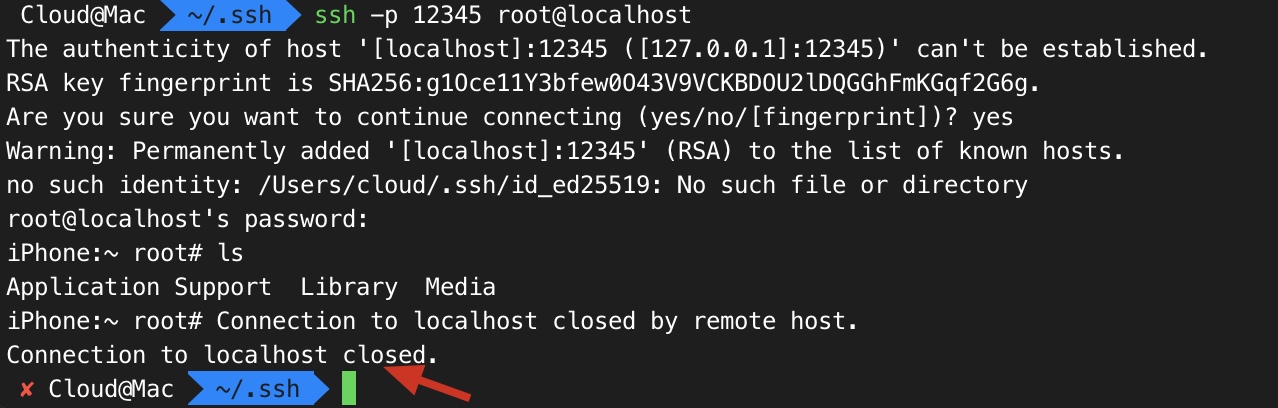 Cloud@Mac ~/.ssh ssh -p 12345 root@localhost
The authenticity of host '[localhost]:12345 ([127.0.0.1]:12345)' can't be established.
RSA key fingerprint is SHA256:g1Oce11Y3bfew0O43V9VCKBDOU2lDQGGhFmKGqf2G6g.
Are you sure you want to continue connecting (yes/no/[fingerprint])? yes
Warning: Permanently added '[localhost]:12345' (RSA) to the list of known hosts.
no such identity: /Users/cloud/.ssh/id_ed25519: No such file or directory
root@localhost's password:
iPhone:~ root# ls
Application Support  Library  Media
iPhone:~ root# Connection to localhost closed by remote host.
Connection to localhost closed.
✘ Cloud@Mac ~/.ssh